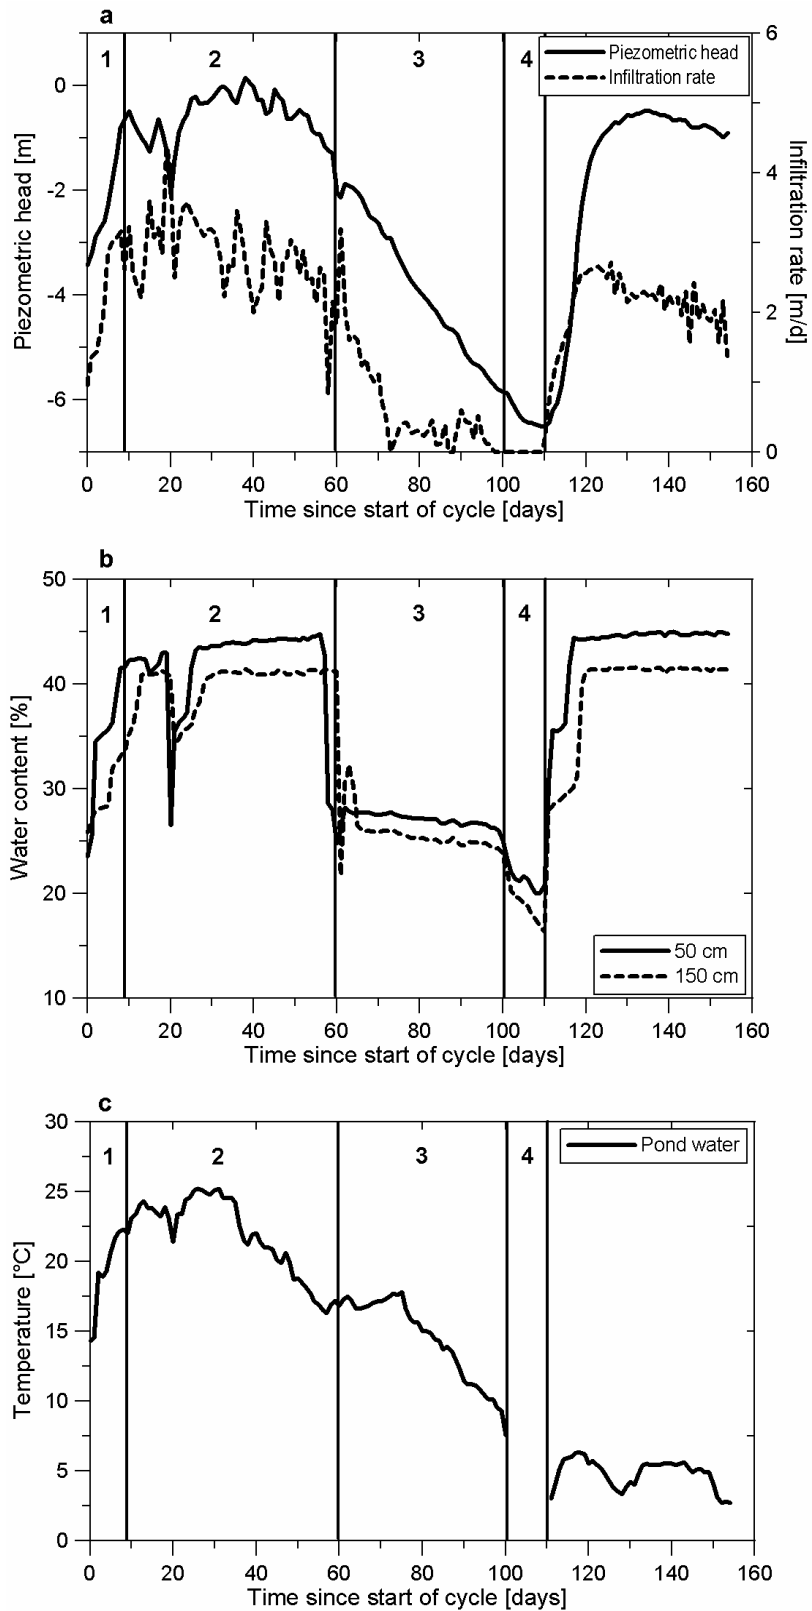 a
1 2 3 4
Piezometric head
Infiltration rate
0
-2
-4
-6
Piezometric head [m]
6
4
2
0
Infiltration rate [m/d]
0 20 40 60 80 100 120 140 160
Time since start of cycle [days]
b
50
40
30
20
10
Water content [%]
1 2 3 4
50 cm
150 cm
0 20 40 60 80 100 120 140 160
Time since start of cycle [days]
c
30
25
20
15
10
5
0
Temperature [°C]
1 2 3 4
Pond water
0 20 40 60 80 100 120 140 160
Time since start of cycle [days]